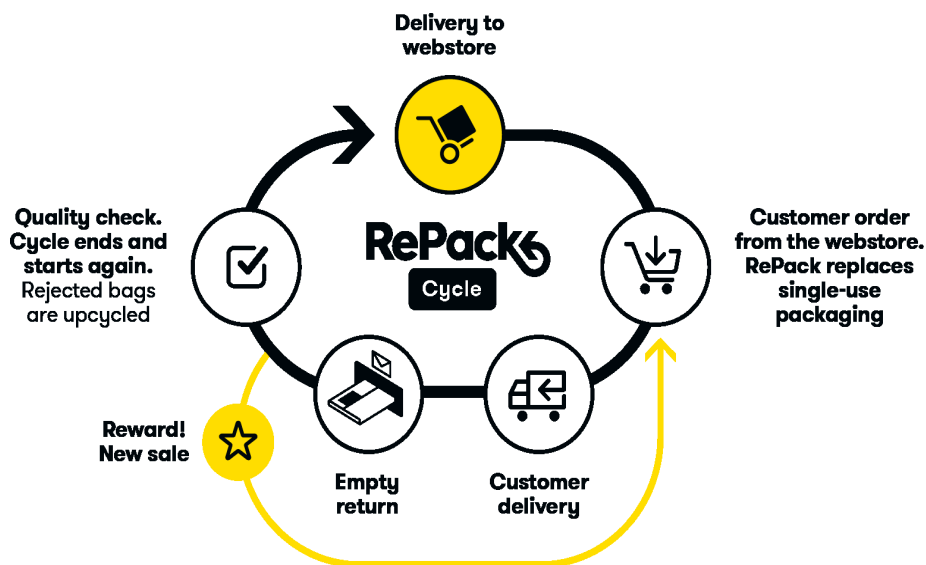 Delivery to
webstore
Quality check.
Cycle ends and
starts again.
Rejected bags
are upcycled
RePack
Cycle
Customer order
from the webstore.
RePack replaces
single-use
packaging
Reward!
New sale
Empty
return
Customer
delivery